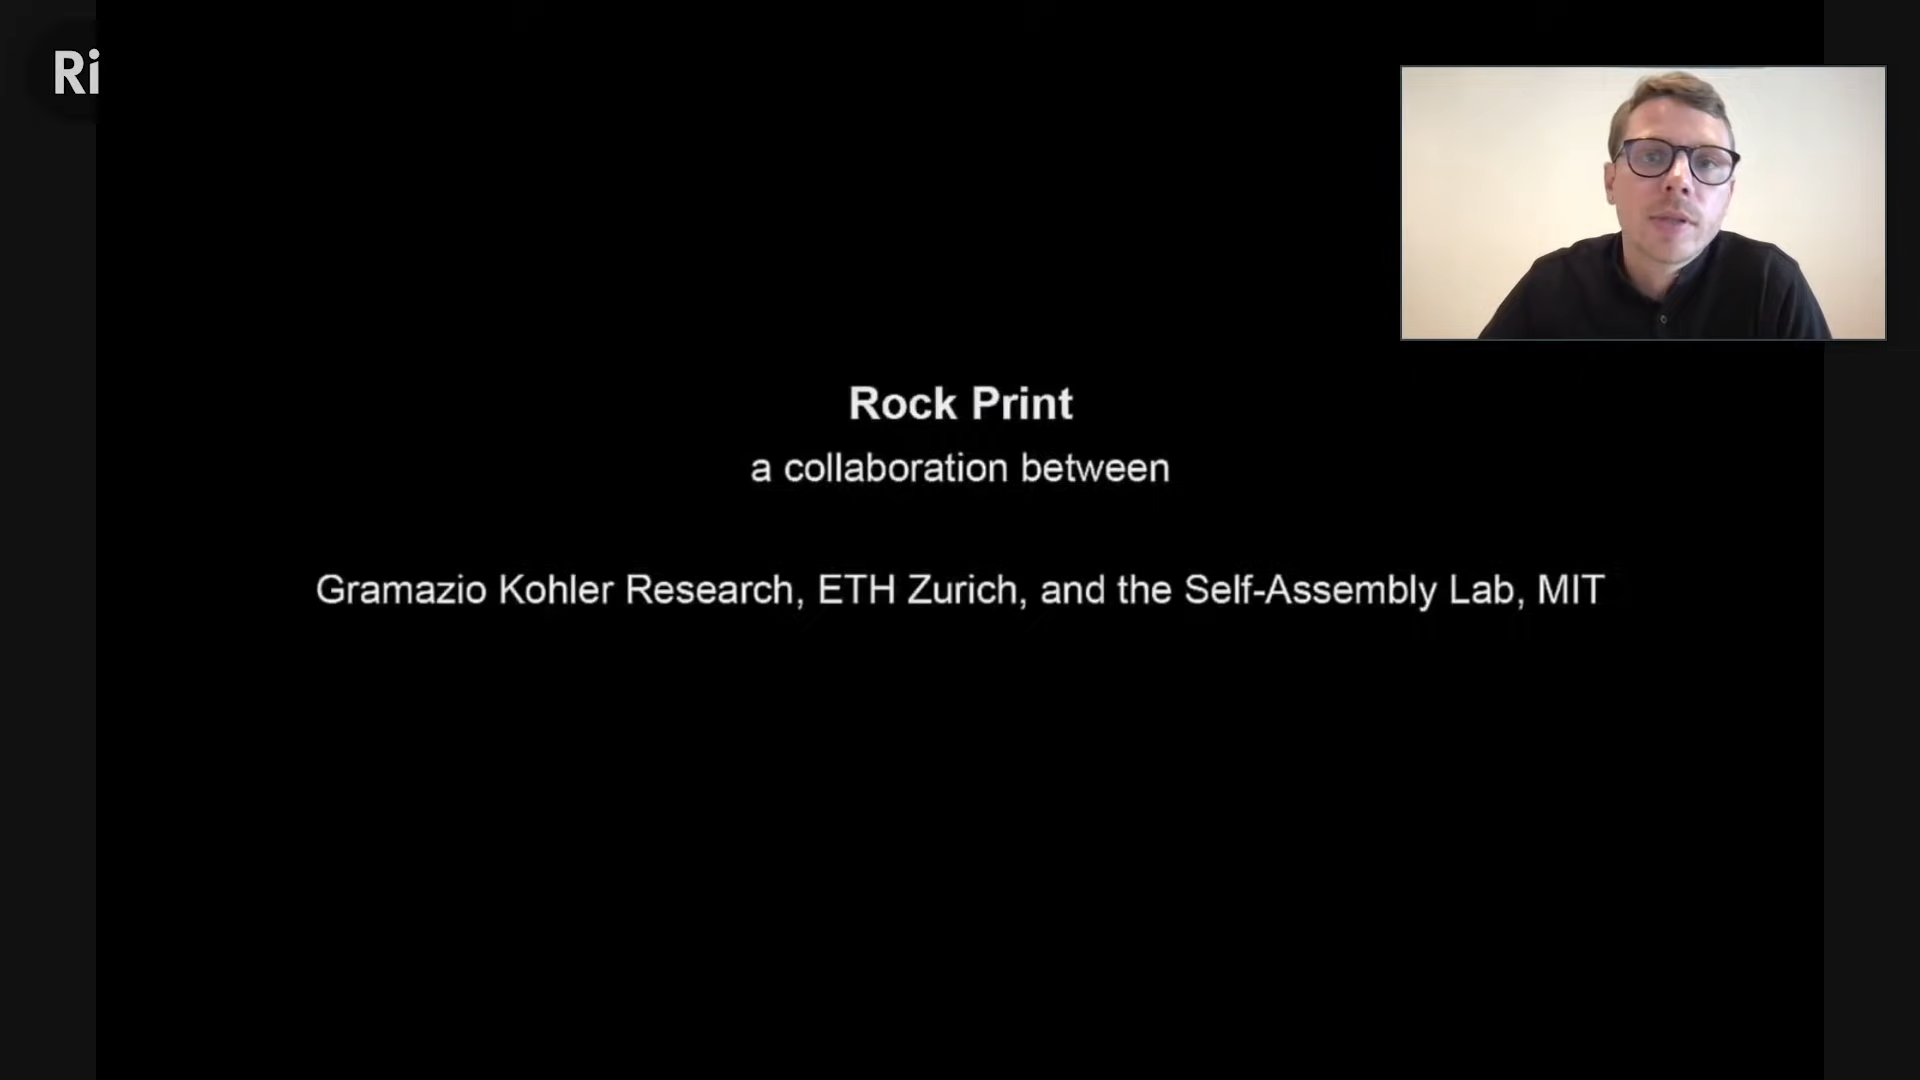 Ri
Rock Print
a collaboration between
Gramazio Kohler Research, ETH Zurich, and the Self-Assembly Lab, MIT